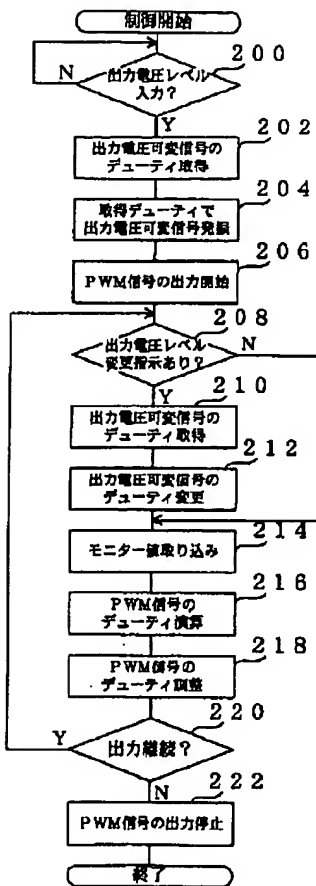 制御開始
200
出力電圧レベル
入力?
N
Y
202
出力電圧可変信号の
デューティ取得
204
取得デューティで
出力電圧可変信号発振
206
PWM信号の出力開始
208
出力電圧レベル
変更指示あり?
N
Y
210
出力電圧可変信号の
デューティ取得
212
出力電圧可変信号の
デューティ変更
214
モニター値取り込み
216
PWM信号の
デューティ演算
218
PWM信号の
デューティ調整
220
Y
出力継続?
N
222
PWM信号の出力停止
終了